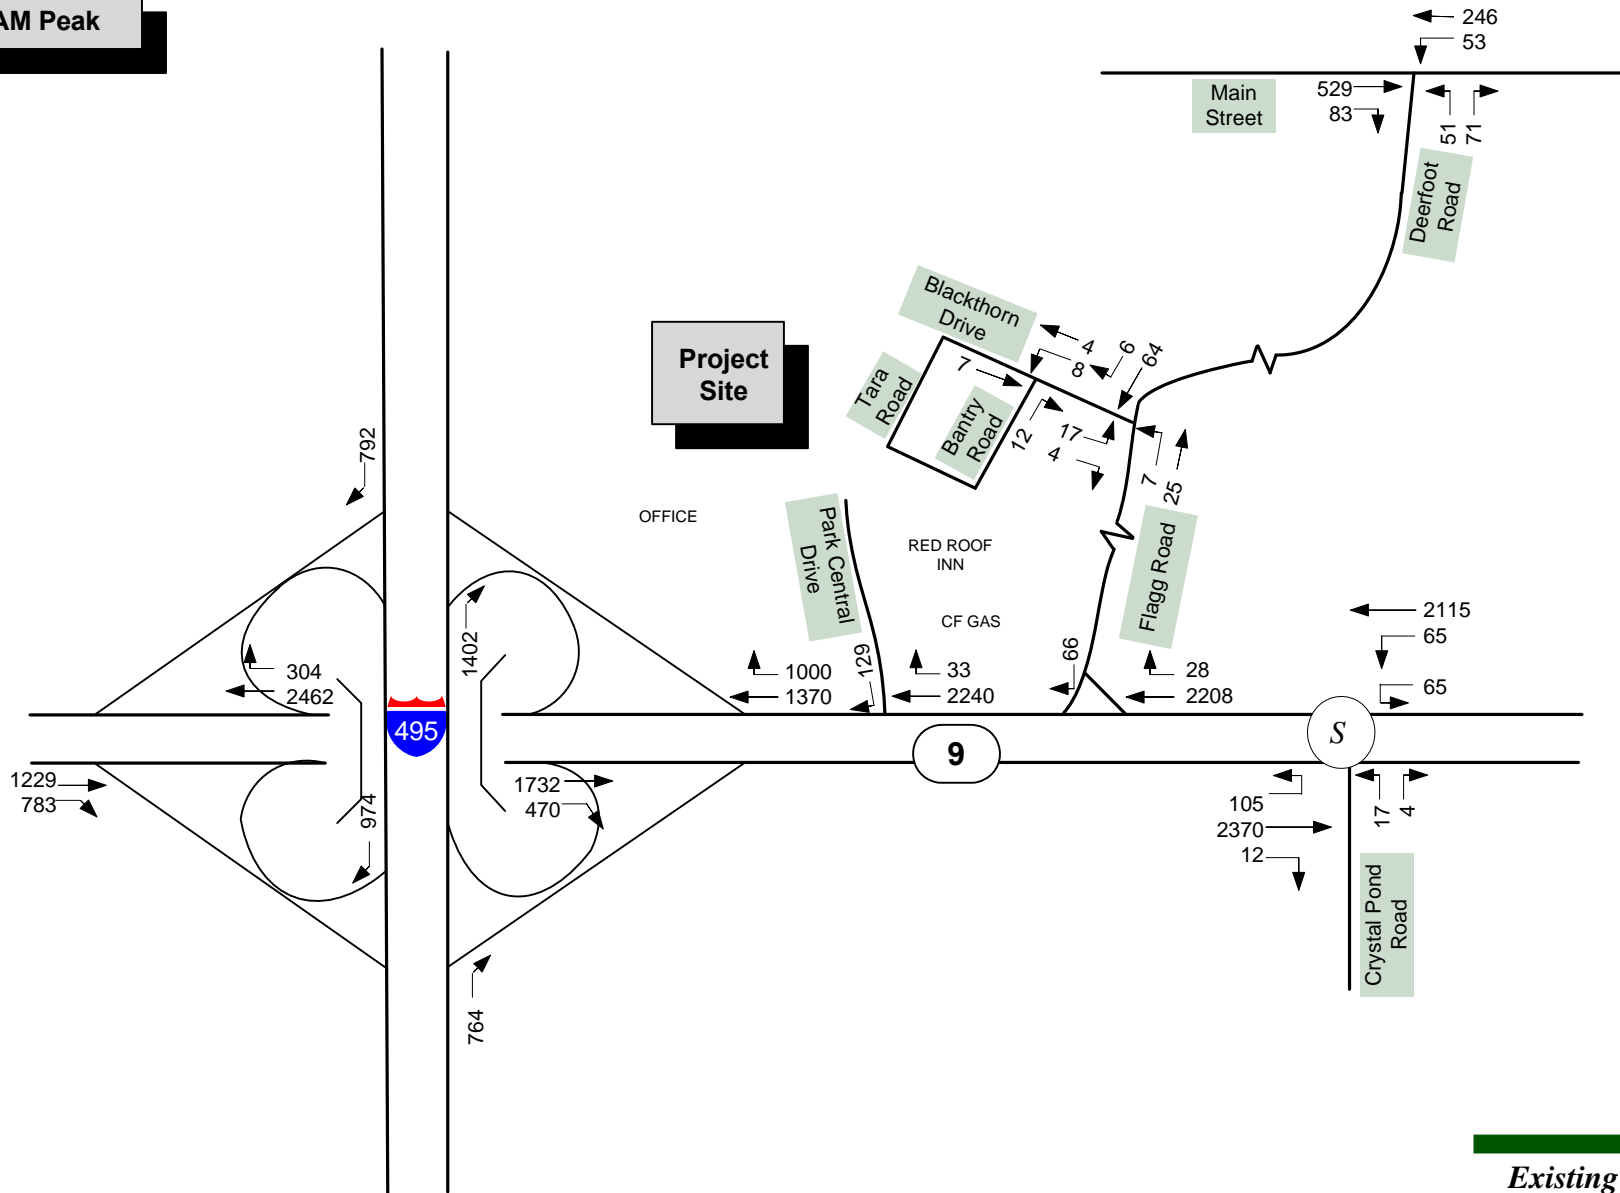 AM Peak
246
53
Main
Street
529
83
51
71
Deerfoot
Road
Blackthorn
Drive
4
8
6
64
7
Tara
Road
Bantry
Road
12
17
4
7
25
Project
Site
792
OFFICE
Park Central
Drive
RED ROOF
INN
CF GAS
Flagg Road
1402
304
2462
1000
1370
129
33
2240
66
28
2208
2115
65
65
495
9
S
1229
783
974
1732
470
105
2370
12
17
4
Crystal Pond
Road
764
Existing